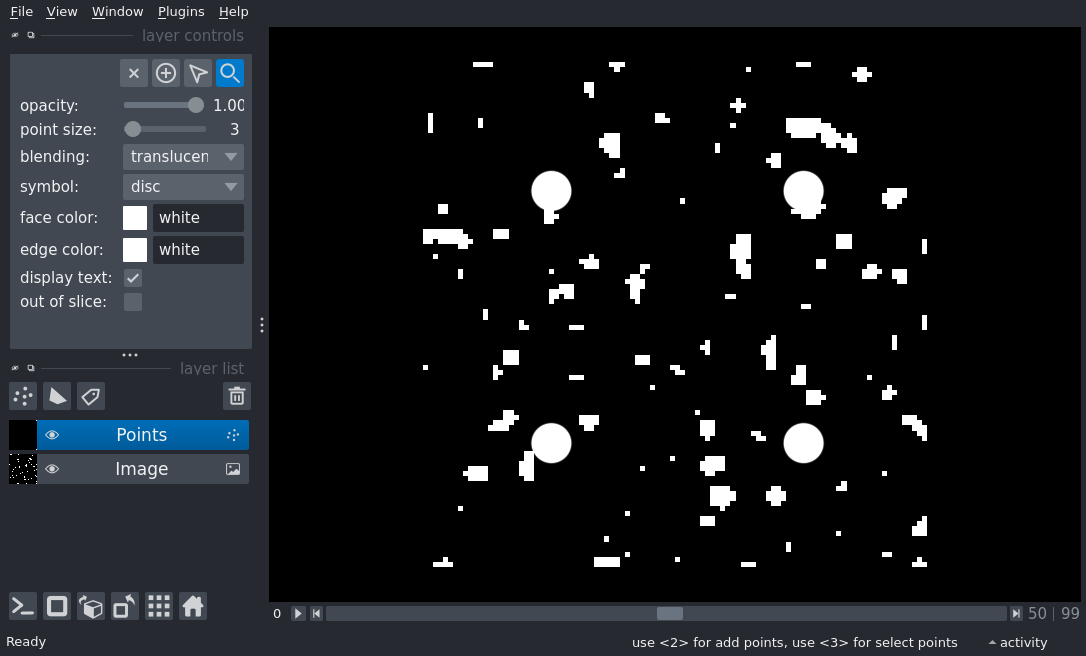 File View Window Plugins Help
layer controls
opacity: 1.00
point size: 3
blending: translucen
symbol: disc
face color: white
edge color: white
display text:
out of slice:
layer list
Points
Image
0 50 | 99
Ready use <2> for add points, use <3> for select points activity